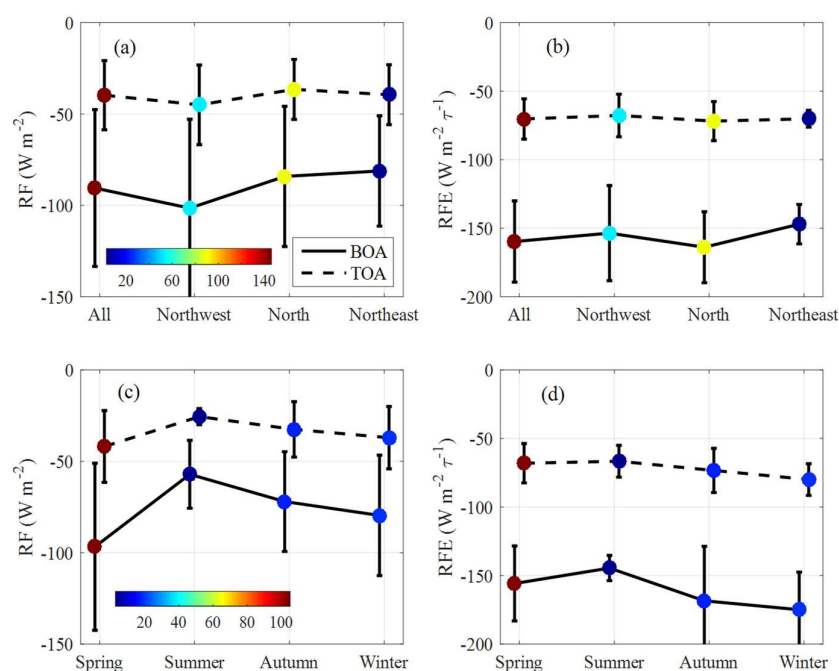 (a)
RF (W m⁻²)
0
-50
-100
-150
20 60 100 140
BOA
TOA
All Northwest North Northeast
(b)
RFE (W m⁻² τ⁻¹)
0
-50
-100
-150
-200
All Northwest North Northeast
(c)
RF (W m⁻²)
0
-50
-100
-150
20 40 60 80 100
Spring Summer Autumn Winter
(d)
RFE (W m⁻² τ⁻¹)
0
-50
-100
-150
-200
Spring Summer Autumn Winter